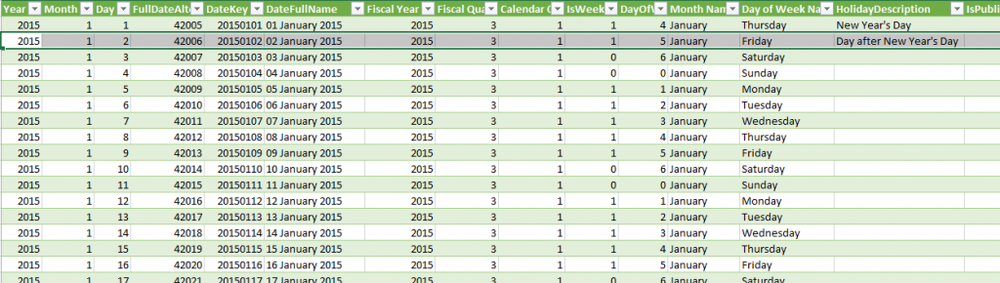 Year Month Day FullDateAlte DateKey DateFullName Fiscal Year Fiscal Qua Calendar Q IsWeek DayOfW Month Nam Day of Week Na HolidayDescription IsPubli
2015 1 1 42005 20150101 01 January 2015 2015 3 1 1 4 January Thursday New Year's Day
2015 1 2 42006 20150102 02 January 2015 2015 3 1 1 5 January Friday Day after New Year's Day
2015 1 3 42007 20150103 03 January 2015 2015 3 1 0 6 January Saturday
2015 1 4 42008 20150104 04 January 2015 2015 3 1 0 0 January Sunday
2015 1 5 42009 20150105 05 January 2015 2015 3 1 1 1 January Monday
2015 1 6 42010 20150106 06 January 2015 2015 3 1 1 2 January Tuesday
2015 1 7 42011 20150107 07 January 2015 2015 3 1 1 3 January Wednesday
2015 1 8 42012 20150108 08 January 2015 2015 3 1 1 4 January Thursday
2015 1 9 42013 20150109 09 January 2015 2015 3 1 1 5 January Friday
2015 1 10 42014 20150110 10 January 2015 2015 3 1 0 6 January Saturday
2015 1 11 42015 20150111 11 January 2015 2015 3 1 0 0 January Sunday
2015 1 12 42016 20150112 12 January 2015 2015 3 1 1 1 January Monday
2015 1 13 42017 20150113 13 January 2015 2015 3 1 1 2 January Tuesday
2015 1 14 42018 20150114 14 January 2015 2015 3 1 1 3 January Wednesday
2015 1 15 42019 20150115 15 January 2015 2015 3 1 1 4 January Thursday
2015 1 16 42020 20150116 16 January 2015 2015 3 1 1 5 January Friday
2015 1 17 42021 20150117 17 January 2015 2015 3 1 0 6 January Saturday